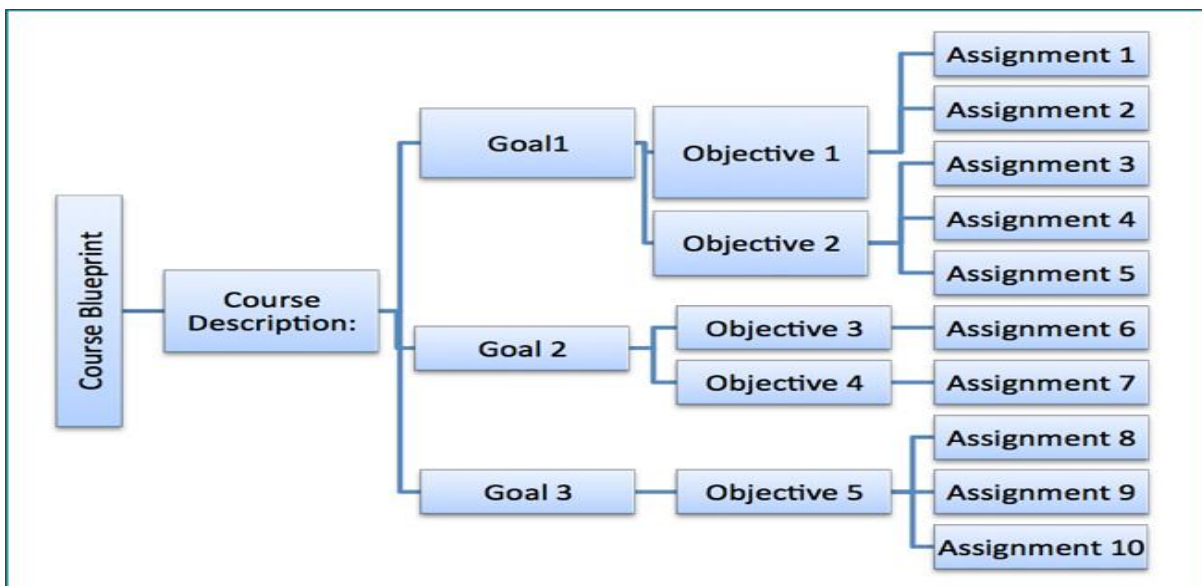 Course Blueprint
Course
Description:
Goal1
Objective 1
Assignment 1
Assignment 2
Objective 2
Assignment 3
Assignment 4
Assignment 5
Goal 2
Objective 3
Assignment 6
Objective 4
Assignment 7
Goal 3
Objective 5
Assignment 8
Assignment 9
Assignment 10